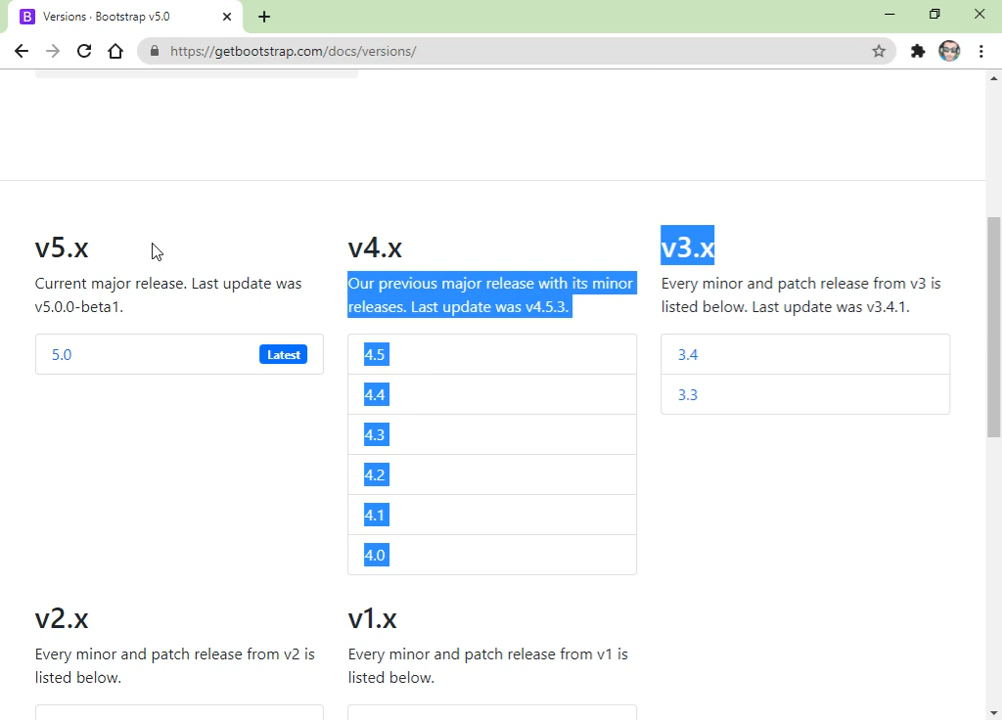 Versions · Bootstrap v5.0
https://getbootstrap.com/docs/versions/
v5.x
Current major release. Last update was
v5.0.0-beta1.
5.0 Latest
v4.x
Our previous major release with its minor
releases. Last update was v4.5.3.
4.5
4.4
4.3
4.2
4.1
4.0
v3.x
Every minor and patch release from v3 is
listed below. Last update was v3.4.1.
3.4
3.3
v2.x
Every minor and patch release from v2 is
listed below.
v1.x
Every minor and patch release from v1 is
listed below.